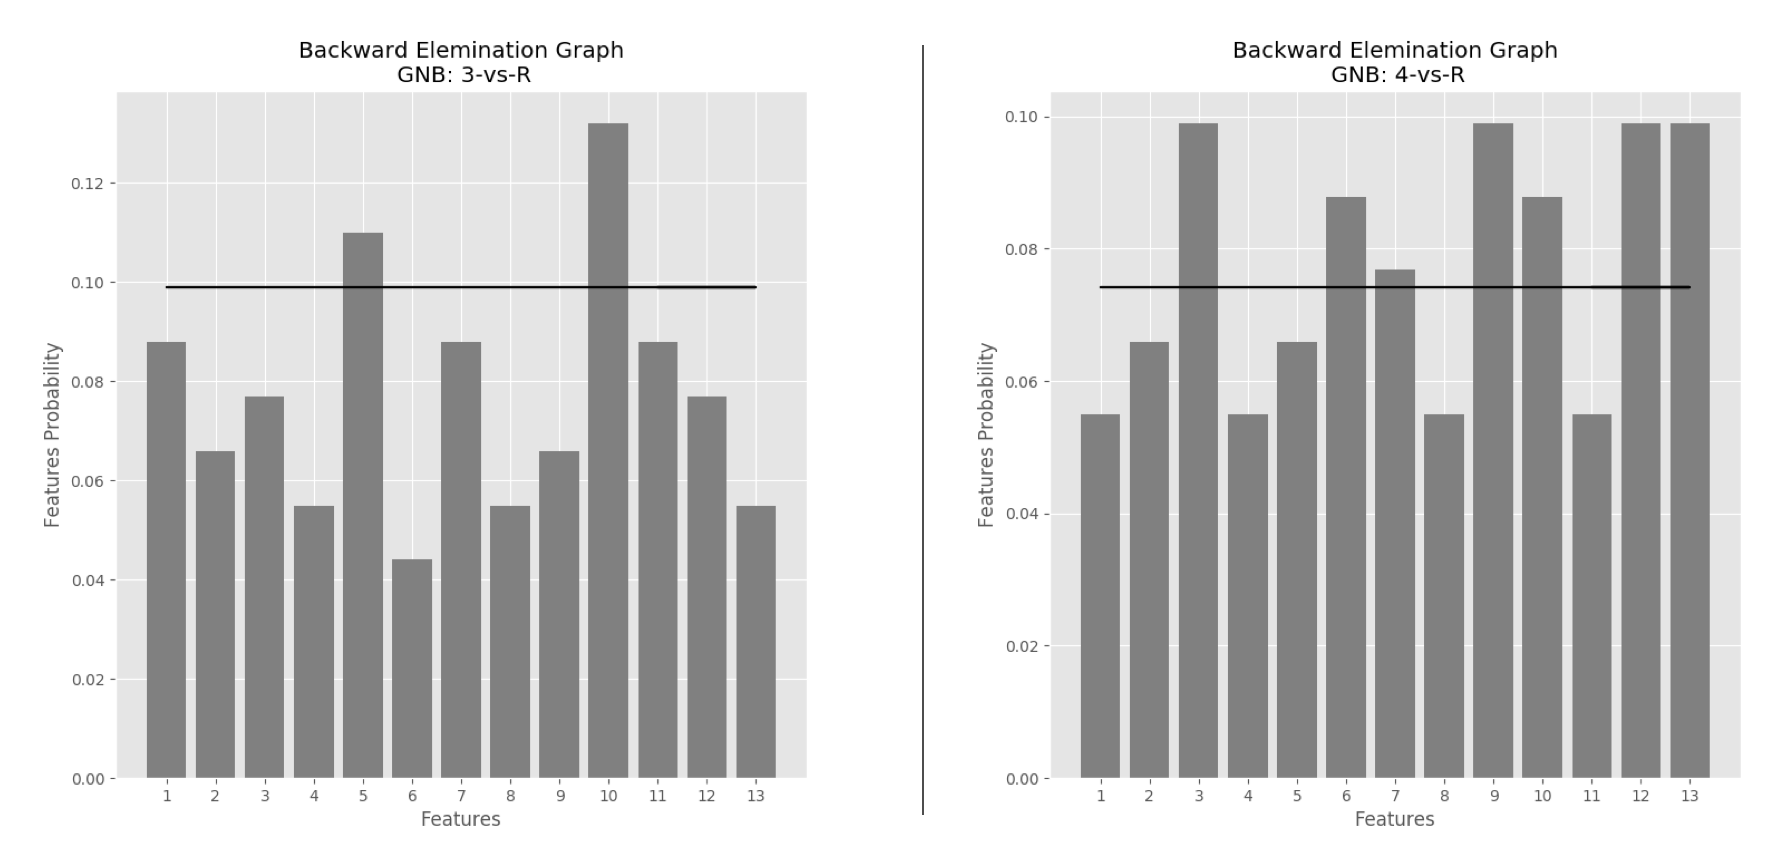 Backward Elemination Graph
GNB: 3-vs-R
0.12
0.10
0.08
0.06
0.04
0.02
0.00
Features Probability
1 2 3 4 5 6 7 8 9 10 11 12 13
Features
Backward Elemination Graph
GNB: 4-vs-R
0.10
0.08
0.06
0.04
0.02
0.00
Features Probability
1 2 3 4 5 6 7 8 9 10 11 12 13
Features